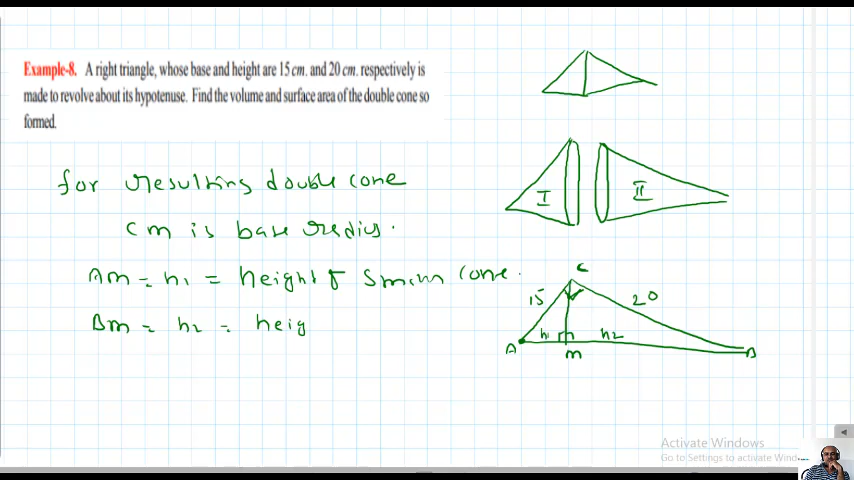 Example-8. A right triangle, whose base and height are 15 cm. and 20 cm. respectively is
made to revolve about its hypotenuse. Find the volume and surface area of the double cone so
formed.
for resulting double cone
CM is base radius.
AM = h1 = height of
cone.
BM = h2 = heig
I
II
C
15
20
h1
h2
A
M
B
Activate Windows
Go to Settings to activate Wind